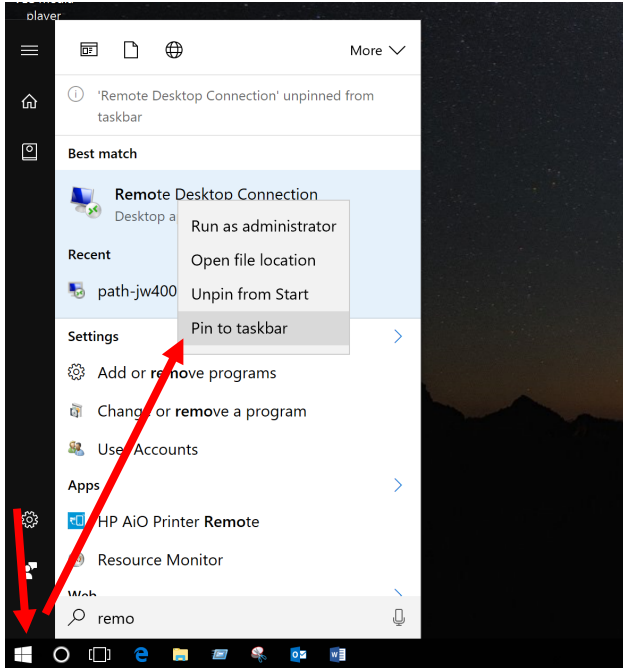 player
More
'Remote Desktop Connection' unpinned from
taskbar
Best match
Remote Desktop Connection
Desktop a
Run as administrator
Recent
Open file location
path-jw400
Unpin from Start
Pin to taskbar
Settings
Add or remove programs
Change or remove a program
User Accounts
Apps
HP AiO Printer Remote
Resource Monitor
Web
remo